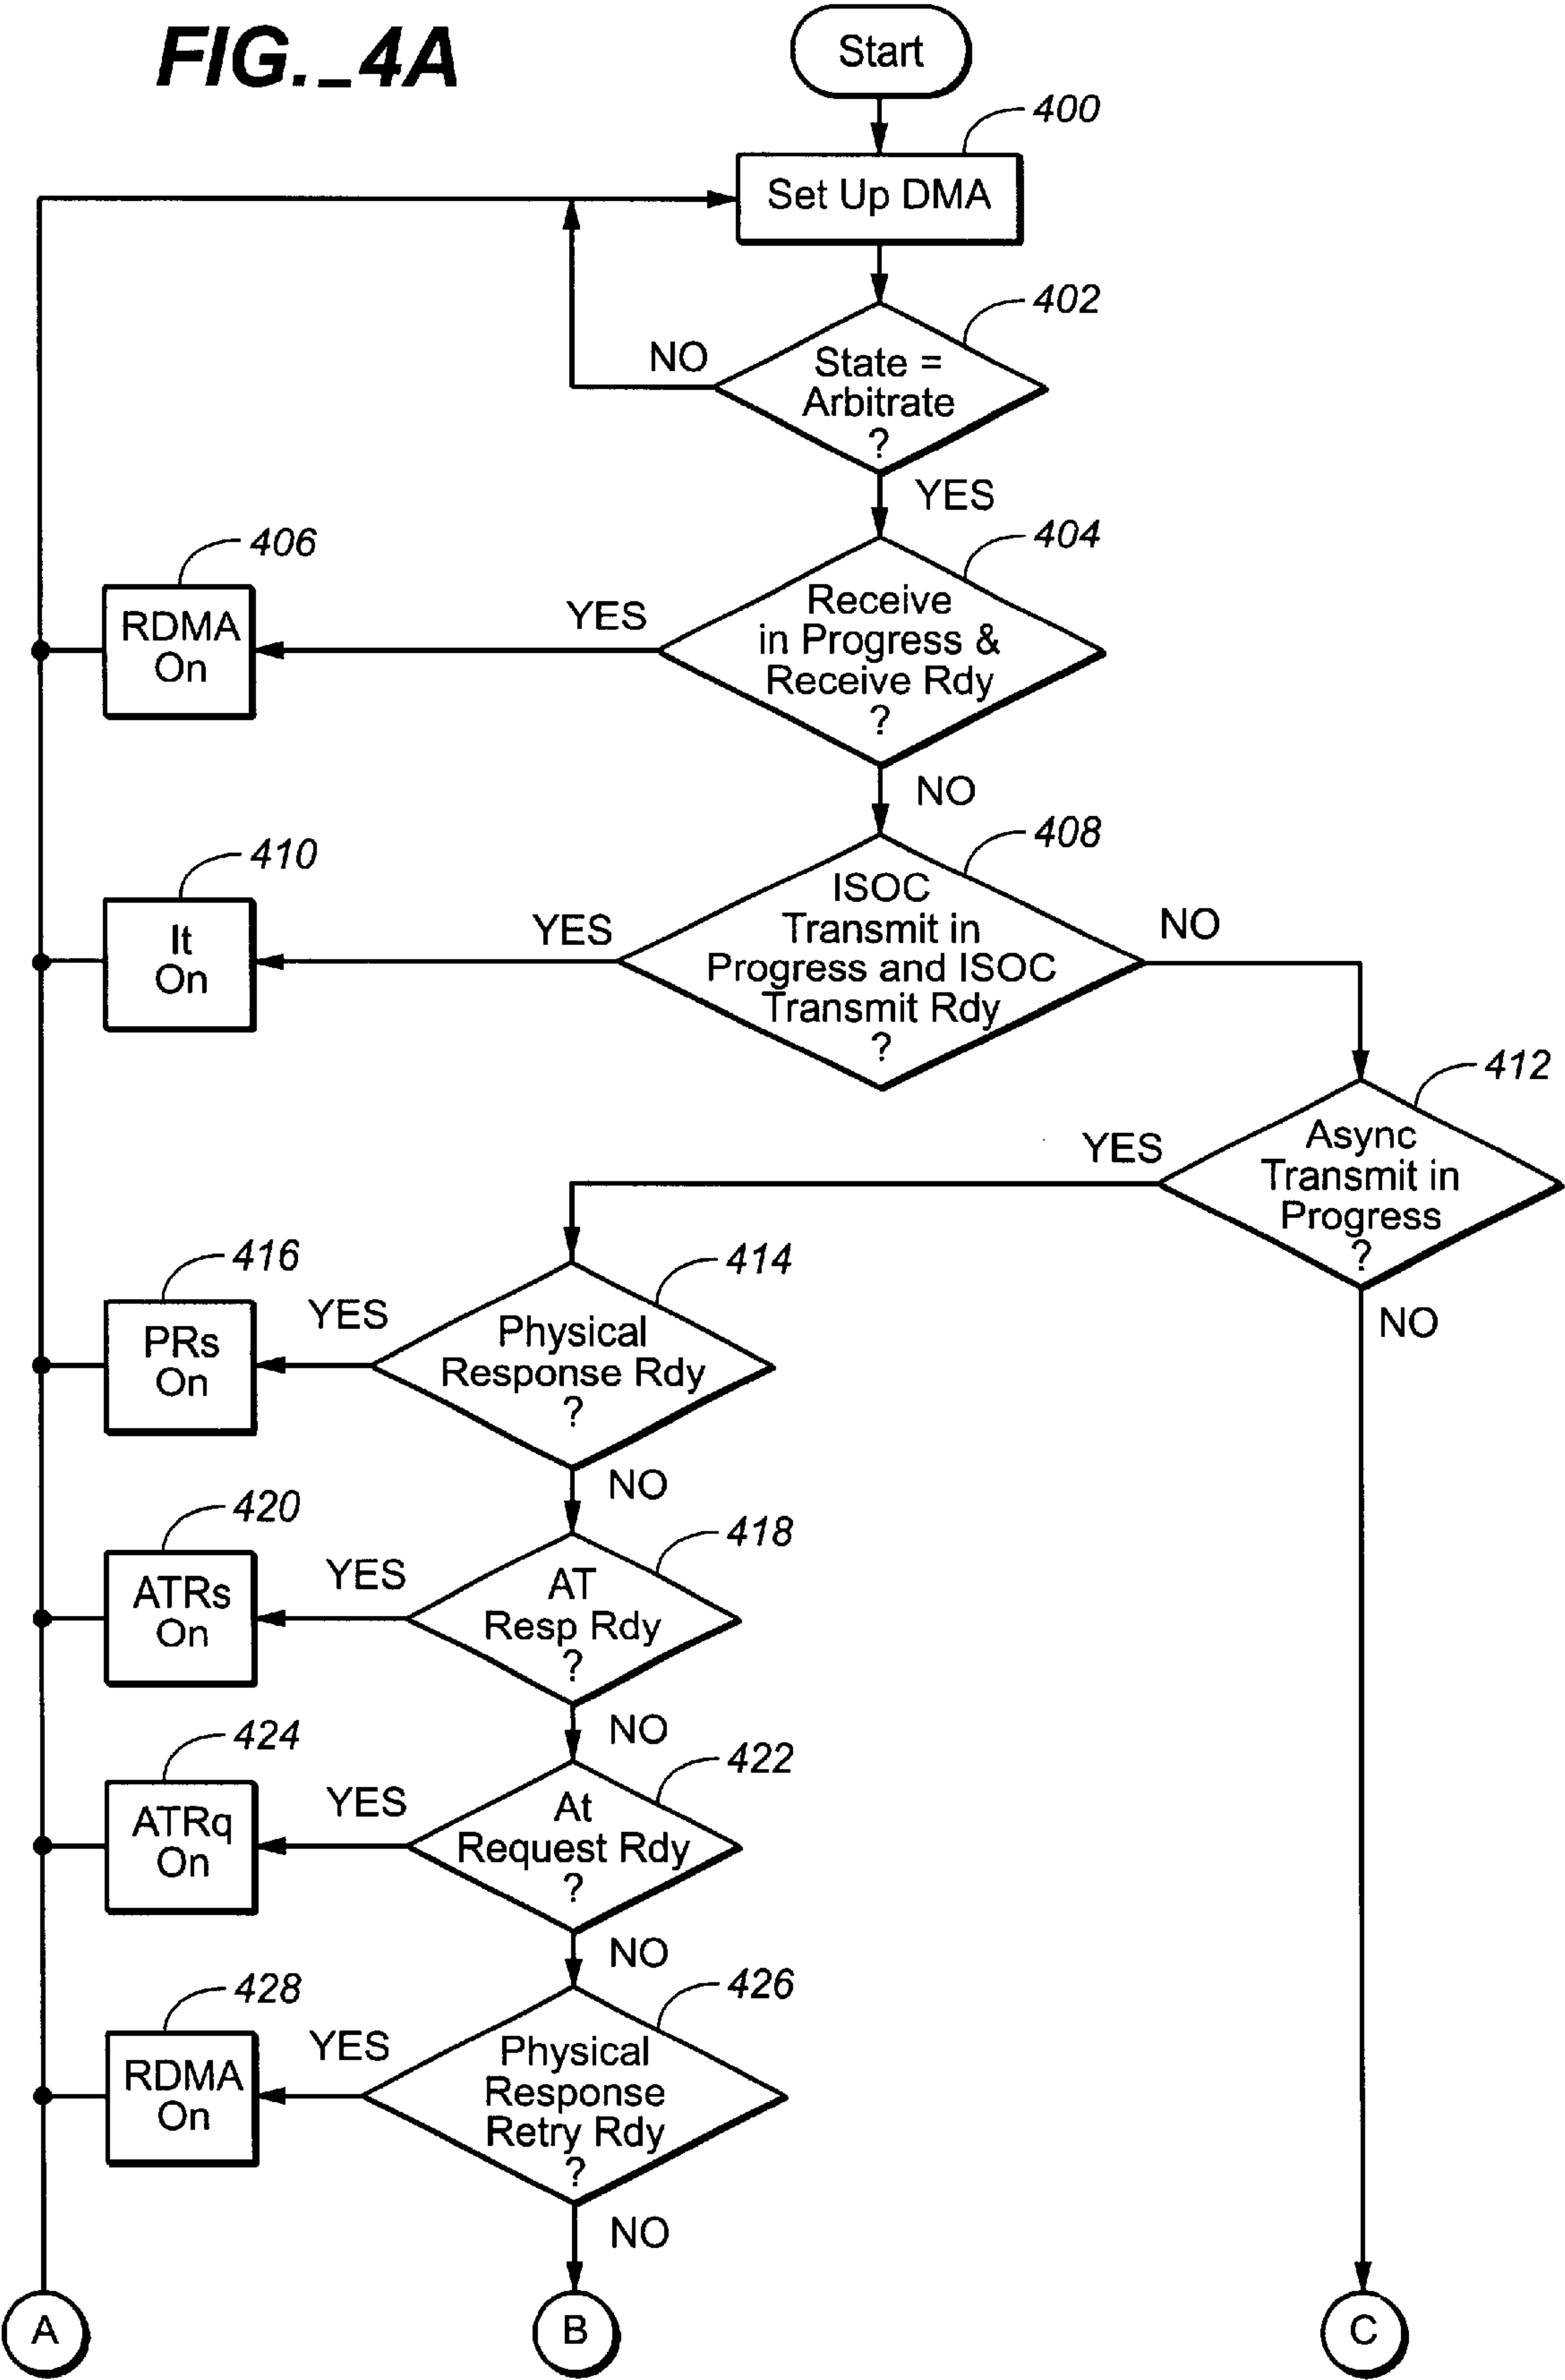 FIG._4A
Start
400
Set Up DMA
402
NO
State =
Arbitrate
?
YES
404
406
RDMA
On
YES
Receive
in Progress &
Receive Rdy
?
NO
408
410
It
On
YES
ISOC
Transmit in
Progress and ISOC
Transmit Rdy
?
NO
412
YES
Async
Transmit in
Progress
?
NO
414
416
PRs
On
YES
Physical
Response Rdy
?
NO
418
420
ATRs
On
YES
AT
Resp Rdy
?
NO
422
424
ATRq
On
YES
At
Request Rdy
?
NO
426
428
RDMA
On
YES
Physical
Response
Retry Rdy
?
NO
A
B
C